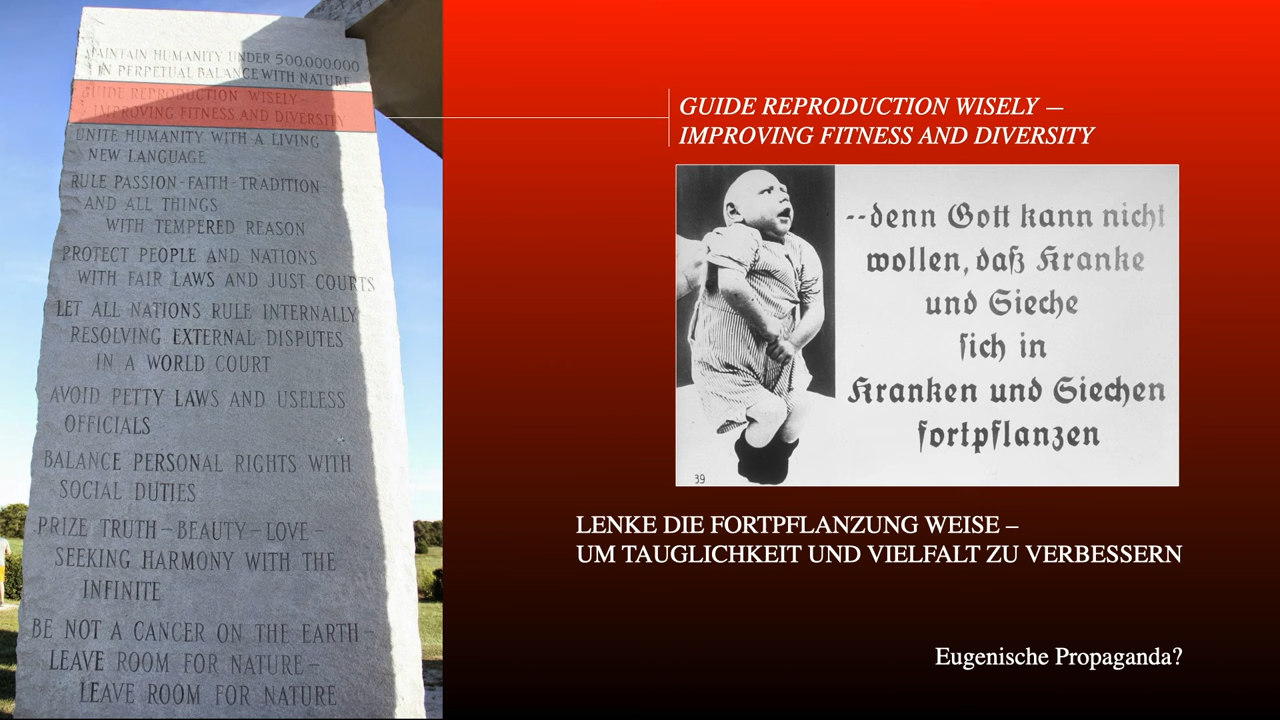 MAINTAIN HUMANITY UNDER 500,000,000
IN PERPETUAL BALANCE WITH NATURE
GUIDE REPRODUCTION WISELY –
IMPROVING FITNESS AND DIVERSITY
UNITE HUMANITY WITH A LIVING
NEW LANGUAGE
RULE PASSION – FAITH – TRADITION
AND ALL THINGS
WITH TEMPERED REASON
PROTECT PEOPLE AND NATIONS
WITH FAIR LAWS AND JUST COURTS
LET ALL NATIONS RULE INTERNALLY
RESOLVING EXTERNAL DISPUTES
IN A WORLD COURT
AVOID PETTY LAWS AND USELESS
OFFICIALS
BALANCE PERSONAL RIGHTS WITH
SOCIAL DUTIES
PRIZE TRUTH – BEAUTY – LOVE –
SEEKING HARMONY WITH THE
INFINITE
BE NOT A CANCER ON THE EARTH –
LEAVE ROOM FOR NATURE –
LEAVE ROOM FOR NATURE
GUIDE REPRODUCTION WISELY —
IMPROVING FITNESS AND DIVERSITY
--denn Gott kann nicht
wollen, daß Kranke
und Sieche
sich in
Kranken und Siechen
fortpflanzen
39
LENKE DIE FORTPFLANZUNG WEISE –
UM TAUGLICHKEIT UND VIELFALT ZU VERBESSERN
Eugenische Propaganda?